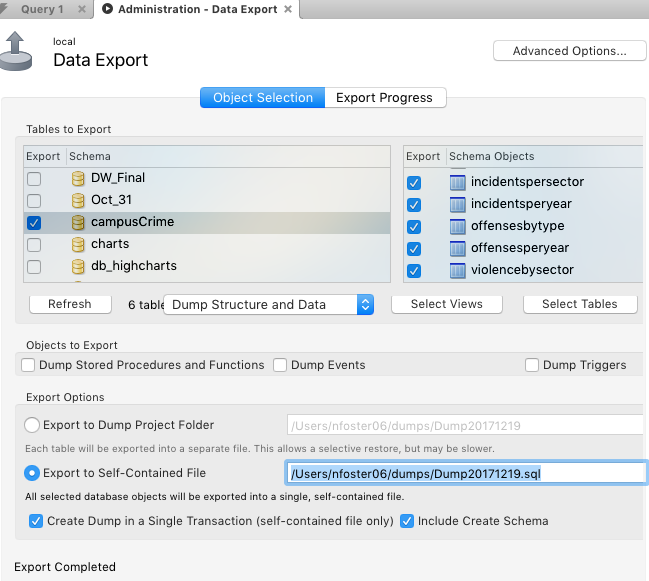 Query 1 Administration - Data Export
local
Data Export
Advanced Options...
Object Selection Export Progress
Tables to Export
Export Schema
DW_Final
Oct_31
campusCrime
charts
db_highcharts
Export Schema Objects
incidentspersector
incidentsperyear
offensesbytype
offensesperyear
violencebysector
Refresh 6 table Dump Structure and Data Select Views Select Tables
Objects to Export
Dump Stored Procedures and Functions Dump Events Dump Triggers
Export Options
Export to Dump Project Folder /Users/nfoster06/dumps/Dump20171219
Each table will be exported into a separate file. This allows a selective restore, but may be slower.
Export to Self-Contained File /Users/nfoster06/dumps/Dump20171219.sql
All selected database objects will be exported into a single, self-contained file.
Create Dump in a Single Transaction (self-contained file only) Include Create Schema
Export Completed